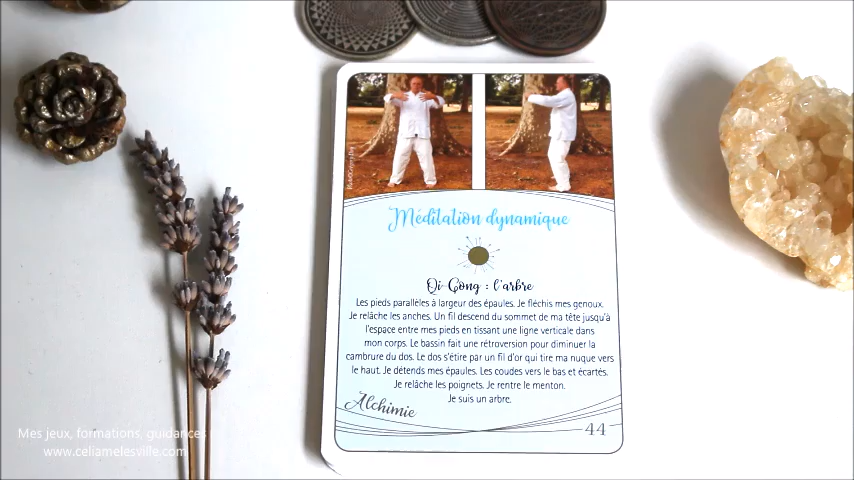 Méditation dynamique
Qi-Gong : l'arbre
Les pieds parallèles à largeur des épaules. Je fléchis mes genoux.
Je relâche les anches. Un fil descend du sommet de ma tête jusqu'à
l'espace entre mes pieds en tissant une ligne verticale dans
mon corps. Le bassin fait une rétroversion pour diminuer la
cambrure du dos. Le dos s'étire par un fil d'or qui tire ma nuque vers
le haut. Je détends mes épaules. Les coudes vers le bas et écartés.
Je relâche les poignets. Je rentre le menton.
Je suis un arbre.
Alchimie
44
Mes jeux, formations, guidances
www.celiamelesville.com